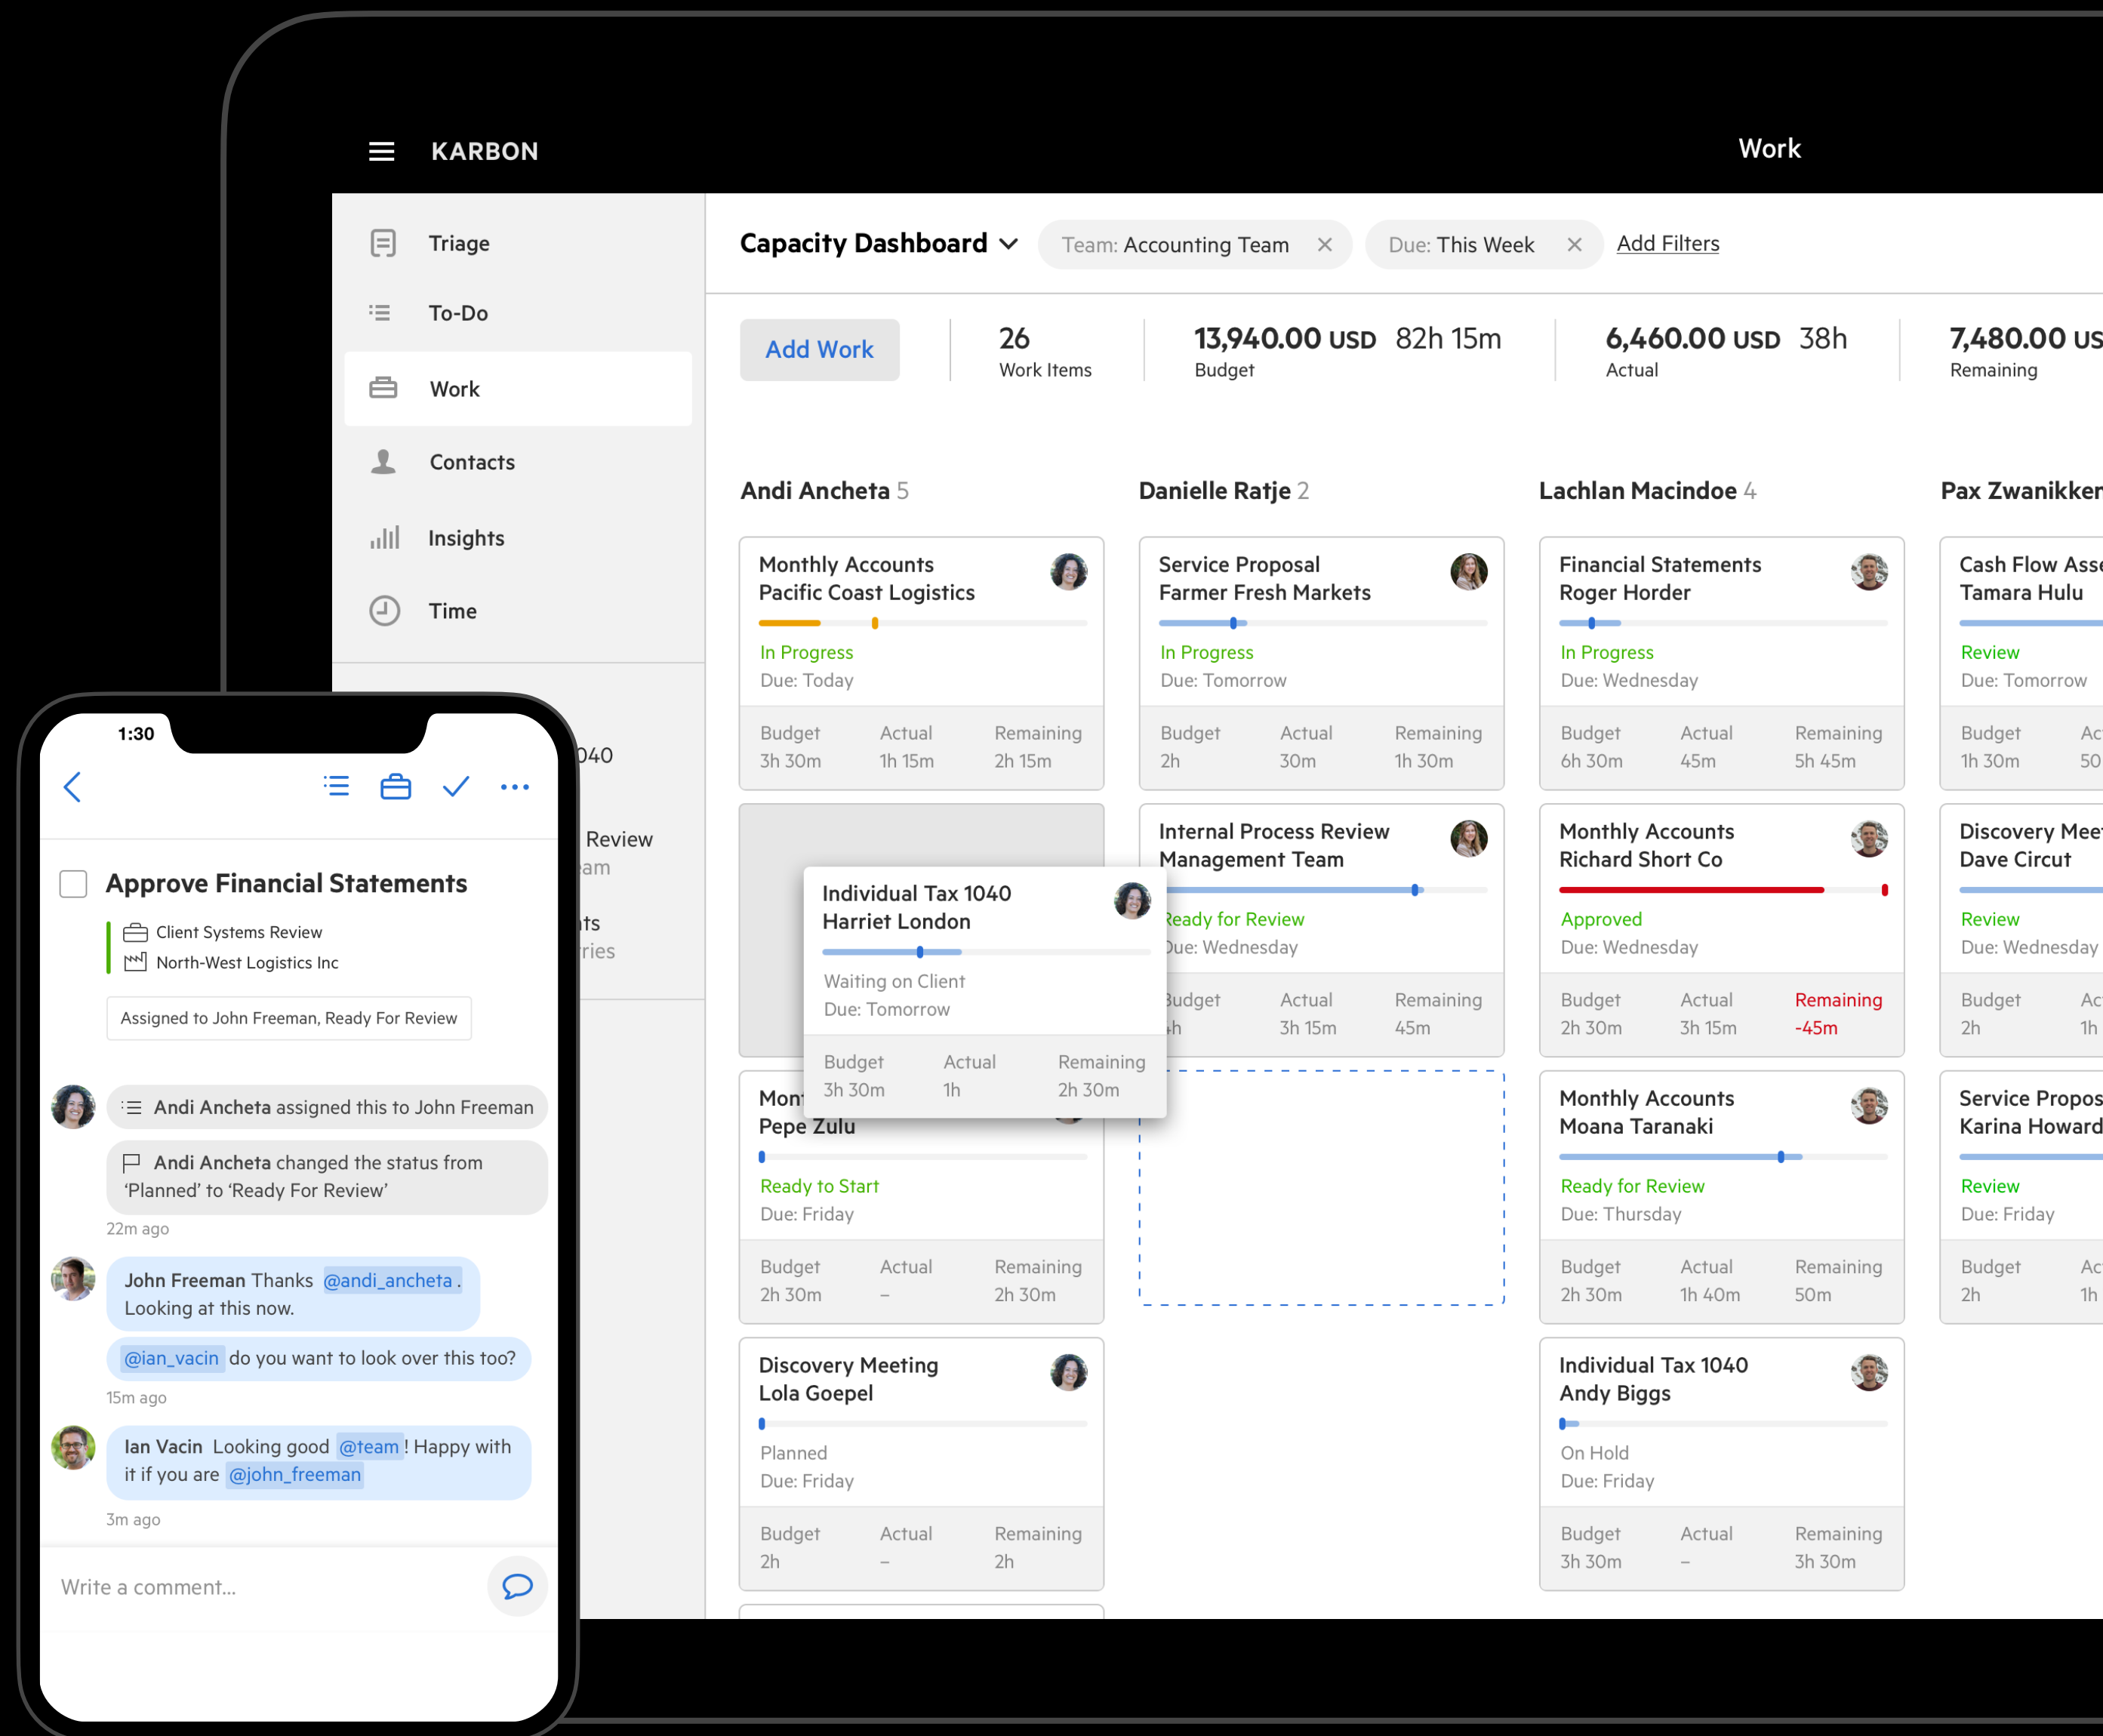 KARBON
Work
Triage
To-Do
Work
Contacts
Insights
Time
Review
Capacity Dashboard
Team: Accounting Team
Due: This Week
Add Filters
Add Work
26
Work Items
13,940.00 USD 82h 15m
Budget
6,460.00 USD 38h
Actual
7,480.00
Remaining
Andi Ancheta 5
Monthly Accounts
Pacific Coast Logistics
In Progress
Due: Today
Budget Actual Remaining
3h 30m 1h 15m 2h 15m
Individual Tax 1040
Harriet London
Waiting on Client
Due: Tomorrow
Budget Actual Remaining
3h 30m 1h 2h 30m
Pepe Zulu
Ready to Start
Due: Friday
Budget Actual Remaining
2h 30m – 2h 30m
Discovery Meeting
Lola Goepel
Planned
Due: Friday
Budget Actual Remaining
2h – 2h
Danielle Ratje 2
Service Proposal
Farmer Fresh Markets
In Progress
Due: Tomorrow
Budget Actual Remaining
2h 30m 1h 30m
Internal Process Review
Management Team
Ready for Review
Due: Wednesday
Budget Actual Remaining
3h 15m 45m
Lachlan Macindoe 4
Financial Statements
Roger Horder
In Progress
Due: Wednesday
Budget Actual Remaining
6h 30m 45m 5h 45m
Monthly Accounts
Richard Short Co
Approved
Due: Wednesday
Budget Actual Remaining
2h 30m 3h 15m -45m
Monthly Accounts
Moana Taranaki
Ready for Review
Due: Thursday
Budget Actual Remaining
2h 30m 1h 40m 50m
Individual Tax 1040
Andy Biggs
On Hold
Due: Friday
Budget Actual Remaining
3h 30m – 3h 30m
Pax Zwanikken
Cash Flow
Tamara Hulu
Review
Due: Tomorrow
Budget
1h 30m
Discovery
Dave Circut
Review
Due: Wednesday
Budget
2h 1h
Service
Karina Howard
Review
Due: Friday
Budget
2h 1h
1:30
Approve Financial Statements
Client Systems Review
North-West Logistics Inc
Assigned to John Freeman, Ready For Review
Andi Ancheta assigned this to John Freeman
Andi Ancheta changed the status from
‘Planned’ to ‘Ready For Review’
22m ago
John Freeman Thanks @andi_ancheta .
Looking at this now.
@ian_vacin do you want to look over this too?
15m ago
Ian Vacin Looking good @team ! Happy with
it if you are @john_freeman
3m ago
Write a comment...